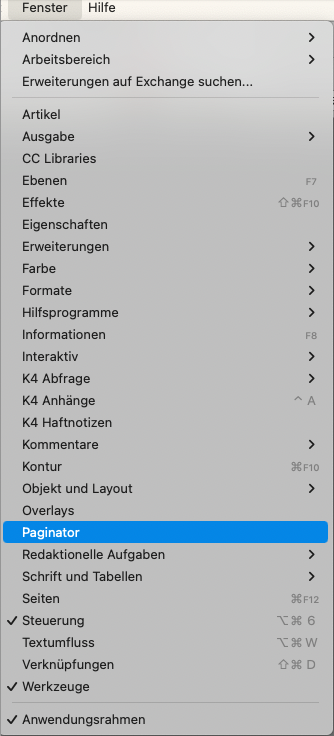 Fenster Hilfe
Anordnen
Arbeitsbereich
Erweiterungen auf Exchange suchen...
Artikel
Ausgabe
CC Libraries
Ebenen F7
Effekte ⇧⌘F10
Eigenschaften
Erweiterungen
Farbe
Formate
Hilfsprogramme
Informationen F8
Interaktiv
K4 Abfrage
K4 Anhänge ^ A
K4 Haftnotizen
Kommentare
Kontur ⌘F10
Objekt und Layout
Overlays
Paginator
Redaktionelle Aufgaben
Schrift und Tabellen
Seiten ⌘F12
✓ Steuerung ⌥⌘ 6
Textumfluss ⌥⌘ W
Verknüpfungen ⇧⌘ D
✓ Werkzeuge
✓ Anwendungsrahmen